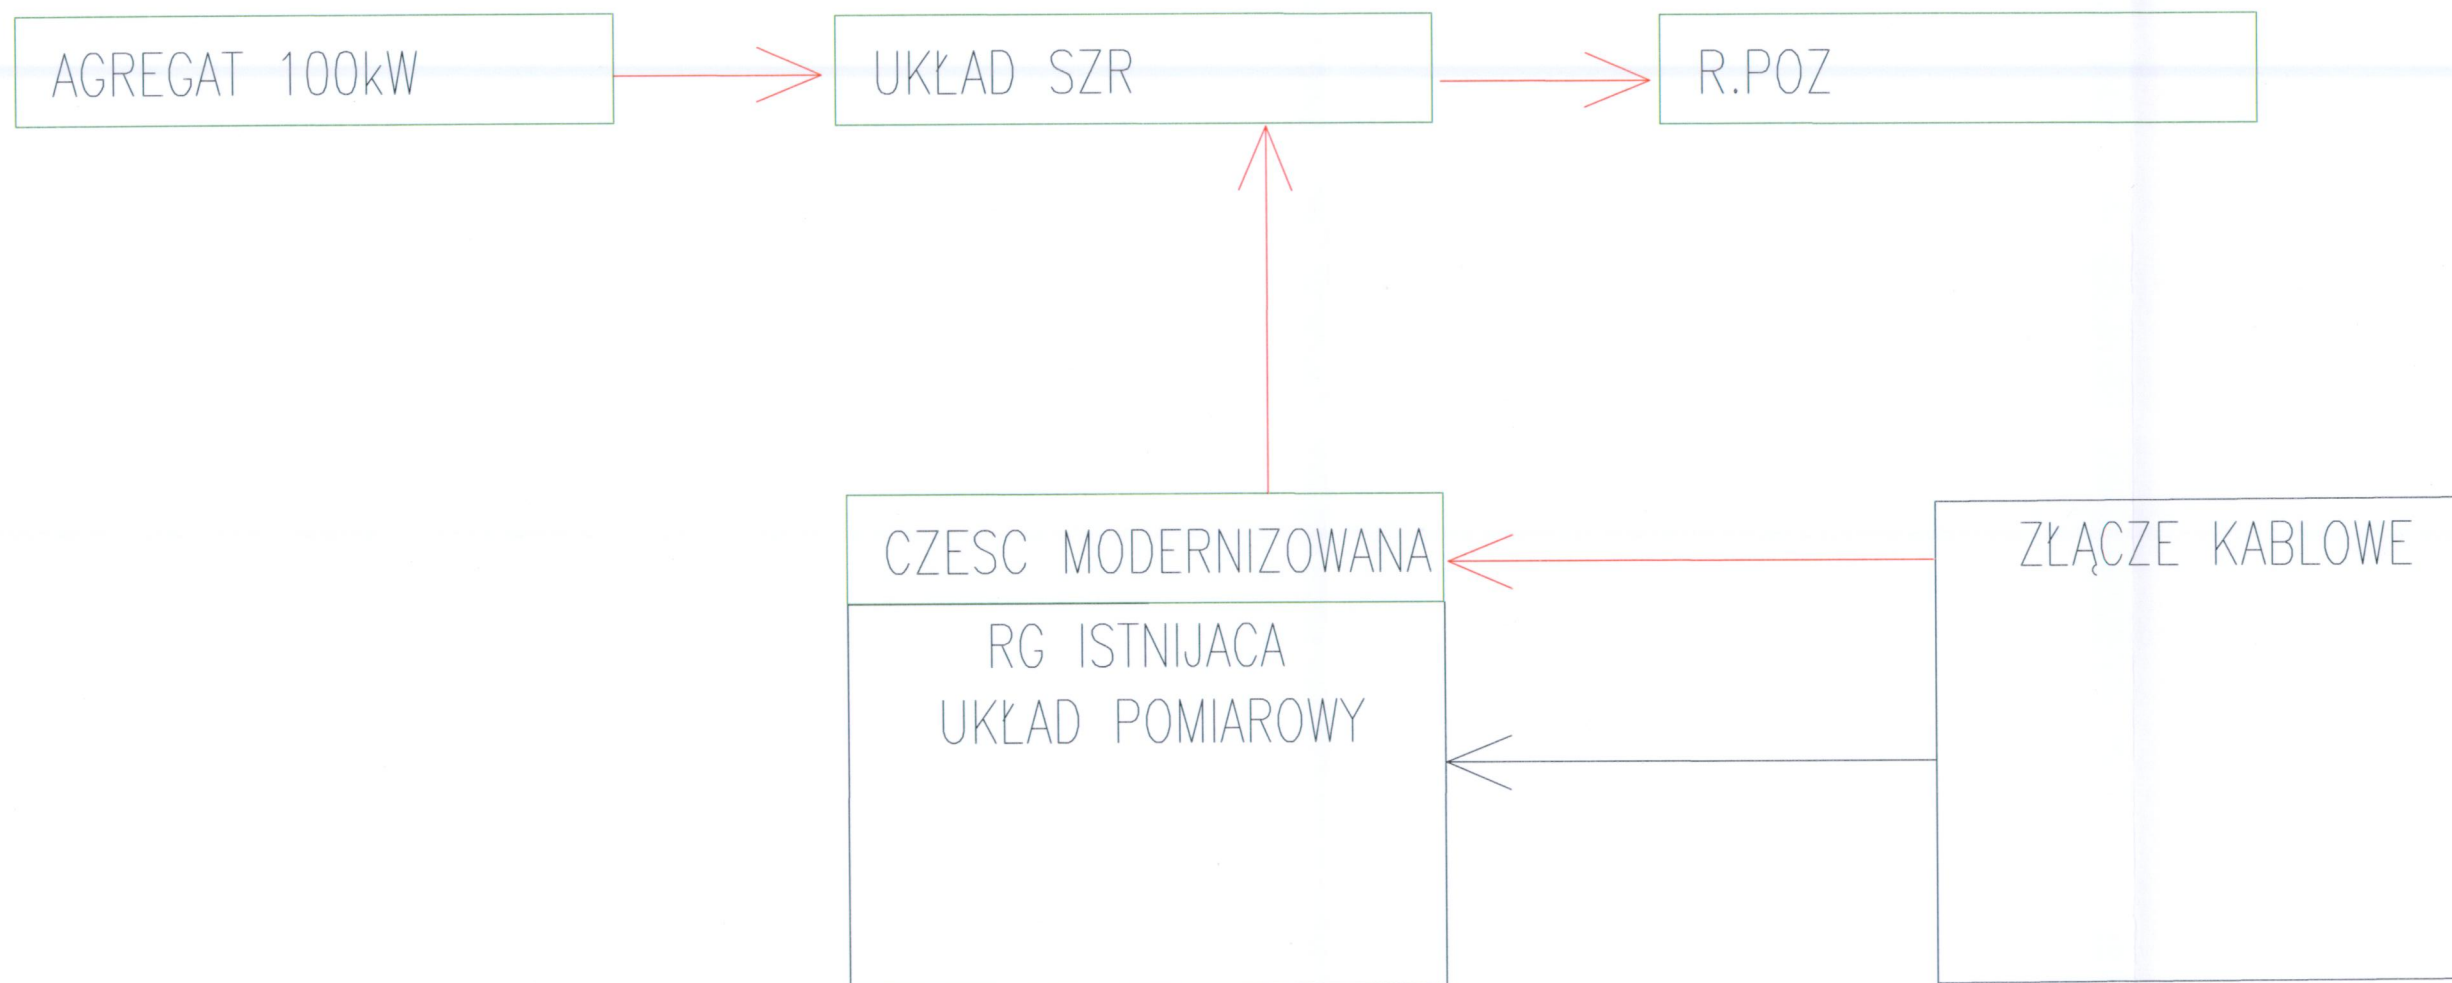 AGREGAT 100kW
UKŁAD SZR
R.POZ
CZESC MODERNIZOWANA
RG ISTNIJACA
UKŁAD POMIAROWY
ZŁĄCZE KABLOWE